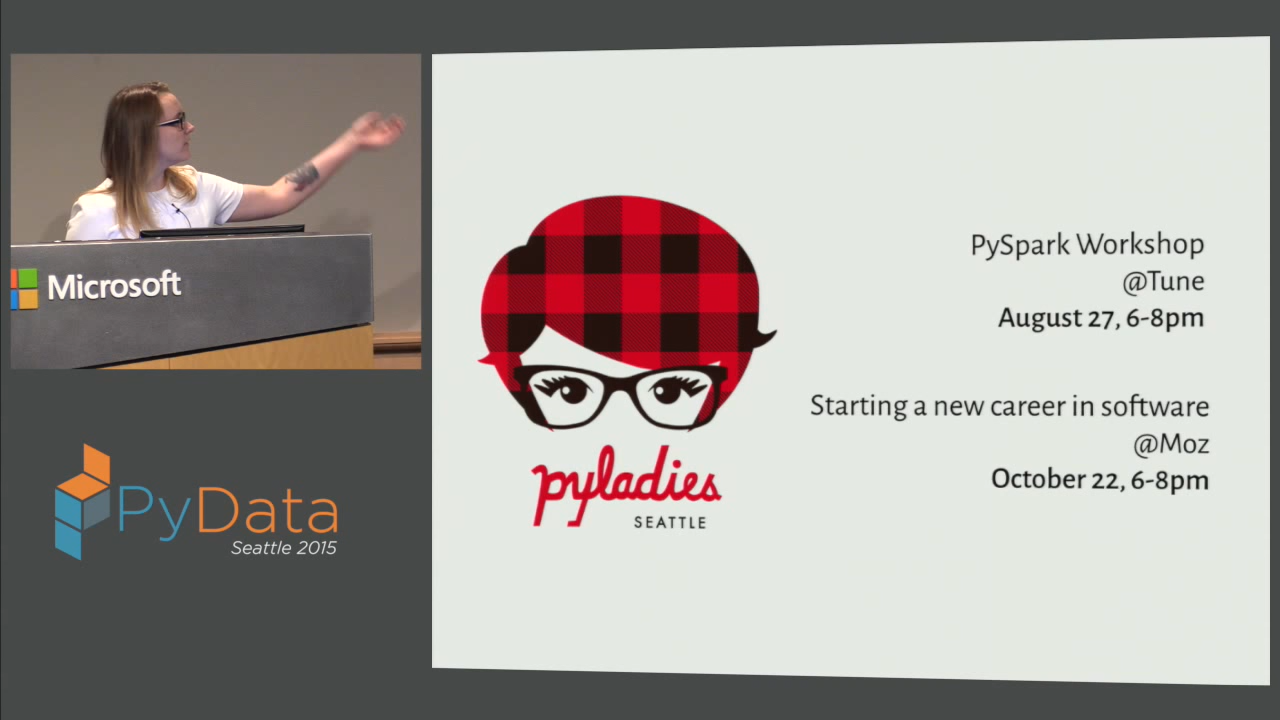 Microsoft
PyData
Seattle 2015
pyladies
SEATTLE
PySpark Workshop
@Tune
August 27, 6-8pm
Starting a new career in software
@Moz
October 22, 6-8pm